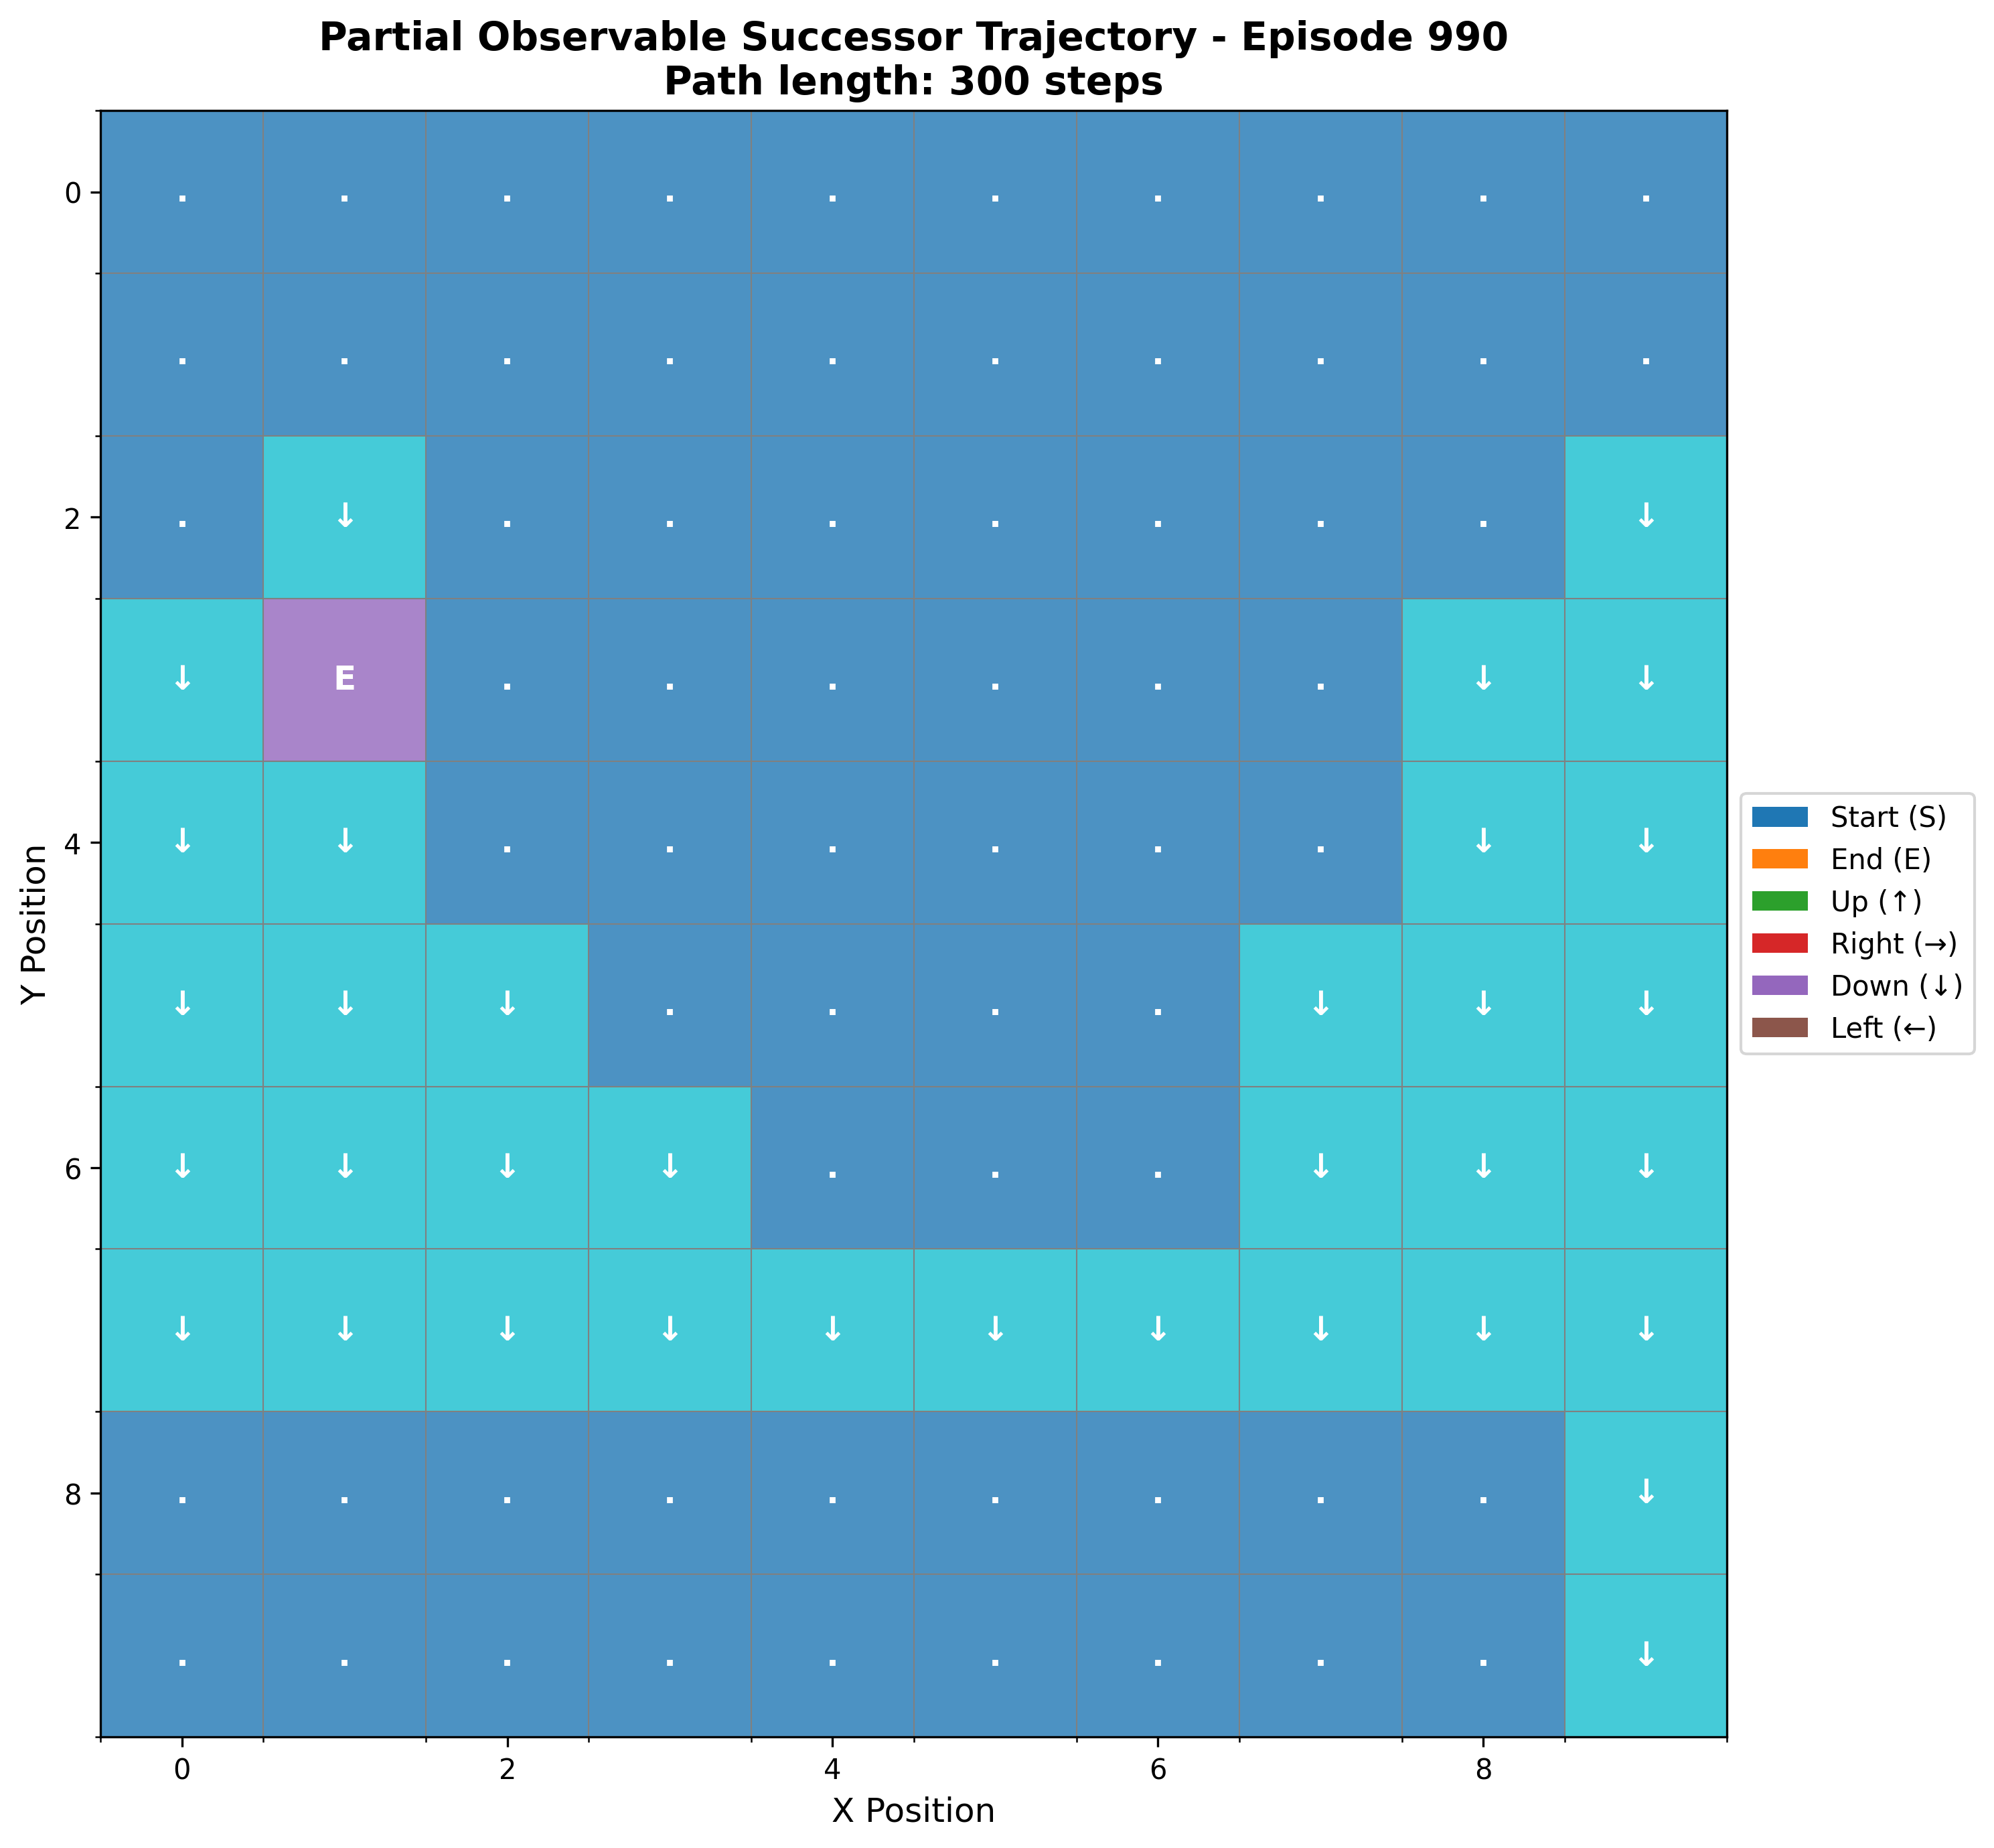 Partial Observable Successor Trajectory - Episode 990
Path length: 300 steps
0 . . . . . . . . . .
. . . . . . . . . .
2 . ↓ . . . . . . . ↓
↓ E . . . . . . ↓ ↓
4 ↓ ↓ . . . . . . ↓ ↓
↓ ↓ ↓ . . . . ↓ ↓ ↓
6 ↓ ↓ ↓ ↓ . . . ↓ ↓ ↓
↓ ↓ ↓ ↓ ↓ ↓ ↓ ↓ ↓ ↓
8 . . . . . . . . . ↓
. . . . . . . . . ↓
0 2 4 6 8
X Position
Y Position
Start (S)
End (E)
Up (↑)
Right (→)
Down (↓)
Left (←)